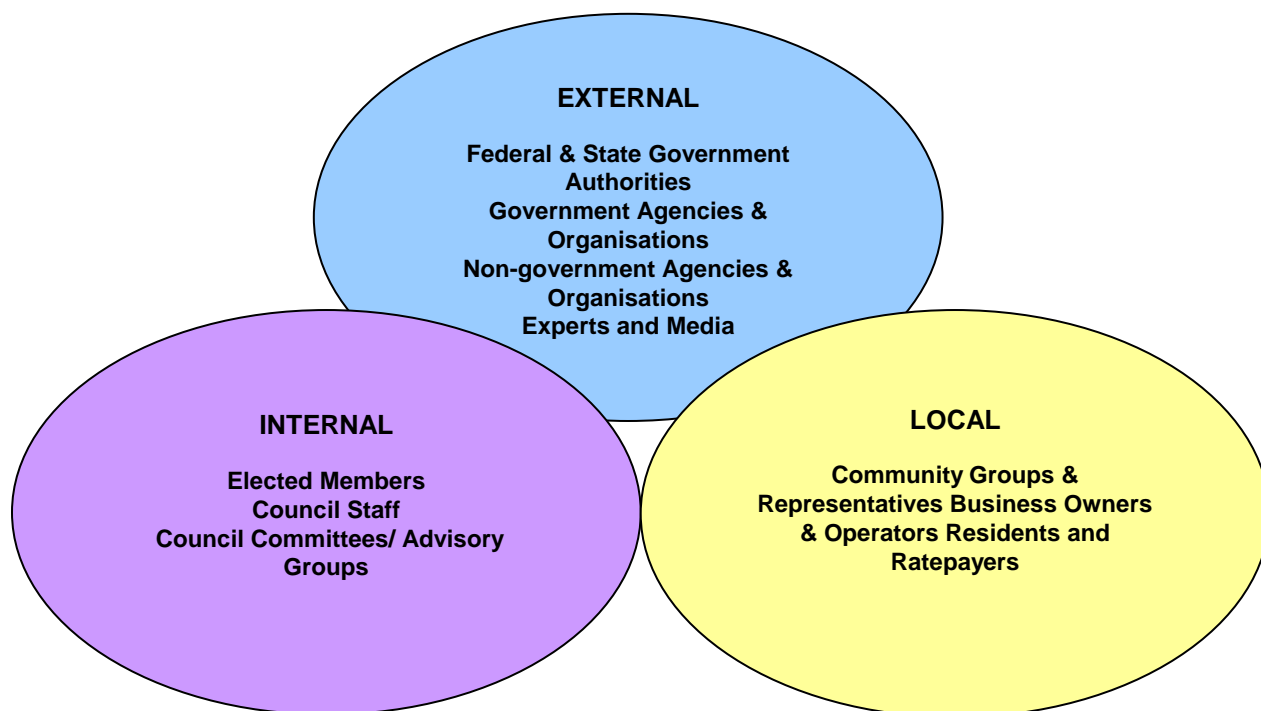 EXTERNAL
Federal & State Government
Authorities
Government Agencies &
Organisations
Non-government Agencies &
Organisations
Experts and Media
INTERNAL
Elected Members
Council Staff
Council Committees/ Advisory
Groups
LOCAL
Community Groups &
Representatives Business Owners
& Operators Residents and
Ratepayers